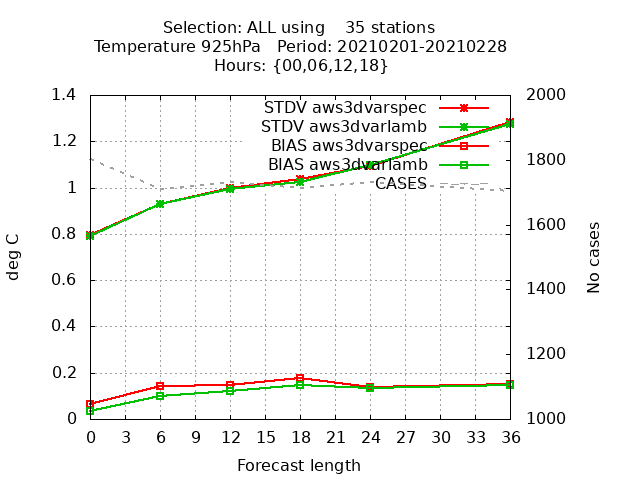 Selection: ALL using    35 stations
Temperature 925hPa   Period: 20210201-20210228
Hours: {00,06,12,18}
1.4
1.2
1
0.8
0.6
0.4
0.2
0
deg C
STDV aws3dvarspec
STDV aws3dvarlamb
BIAS aws3dvarspec
BIAS aws3dvarlamb
CASES
2000
1800
1600
1400
1200
1000
No cases
0 3 6 9 12 15 18 21 24 27 30 33 36
Forecast length